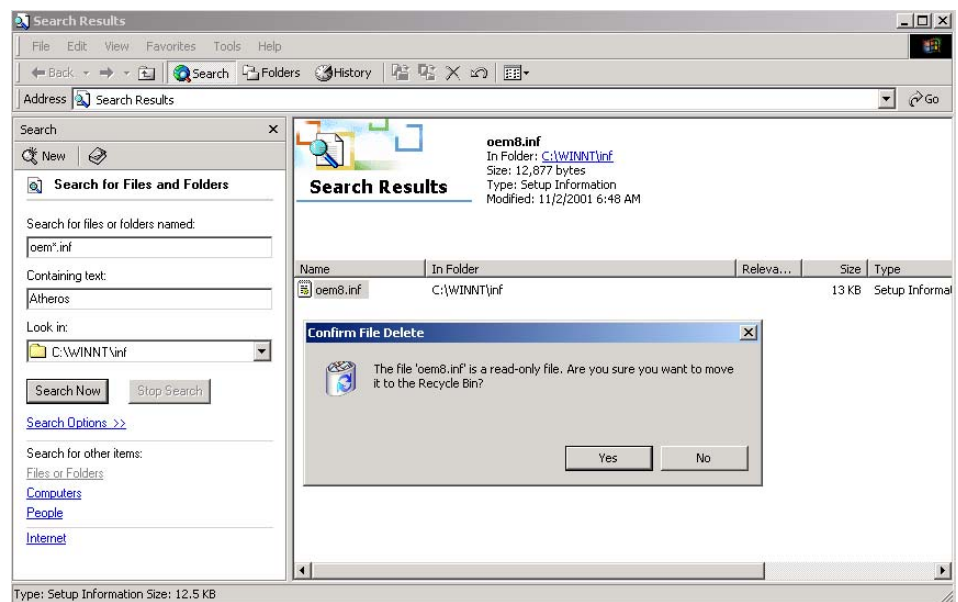 Search Results
File Edit View Favorites Tools Help
Back Search Folders History
Address Search Results Go
Search
New
Search for Files and Folders
Search for files or folders named:
oem*.inf
Containing text:
Atheros
Look in:
C:\WINNT\inf
Search Now Stop Search
Search Options >>
Search for other items:
Files or Folders
Computers
People
Internet
Search Results
oem8.inf
In Folder: C:\WINNT\inf
Size: 12,877 bytes
Type: Setup Information
Modified: 11/2/2001 6:48 AM
Name In Folder Releva... Size Type
oem8.inf C:\WINNT\inf 13 KB Setup Informat
Confirm File Delete
The file 'oem8.inf' is a read-only file. Are you sure you want to move
it to the Recycle Bin?
Yes No
Type: Setup Information Size: 12.5 KB